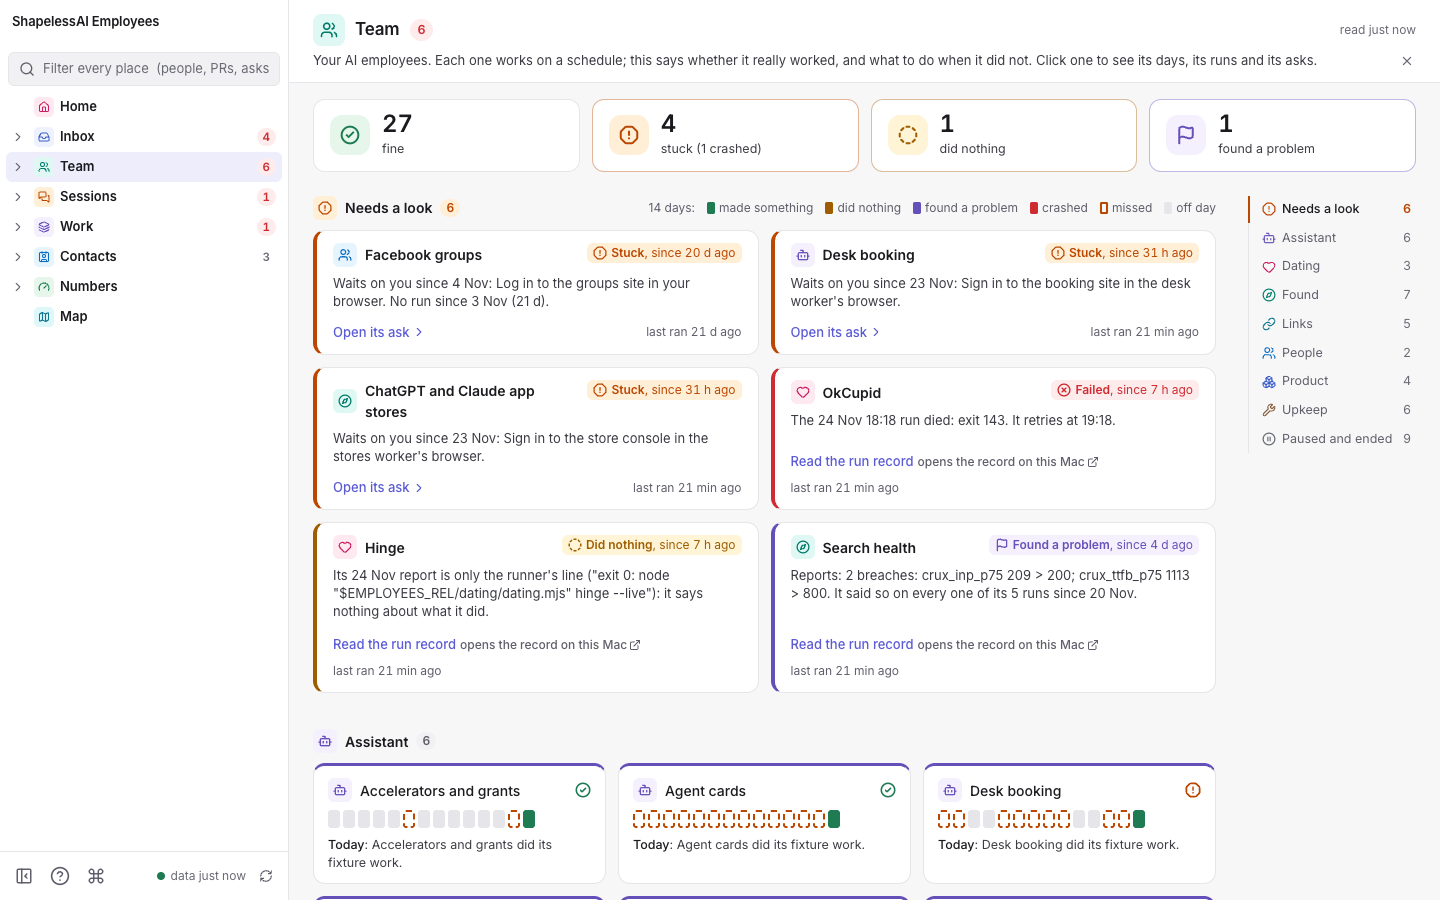 ShapelessAI Employees
Filter every place (people, PRs, asks
Home
Inbox 4
Team 6
Sessions 1
Work 1
Contacts 3
Numbers
Map
data just now
Team 6
read just now
Your AI employees. Each one works on a schedule; this says whether it really worked, and what to do when it did not. Click one to see its days, its runs and its asks.
27
fine
4
stuck (1 crashed)
1
did nothing
1
found a problem
Needs a look 6
14 days: made something did nothing found a problem crashed missed off day
Facebook groups
Stuck, since 20 d ago
Waits on you since 4 Nov: Log in to the groups site in your
browser. No run since 3 Nov (21 d).
Open its ask
last ran 21 d ago
Desk booking
Stuck, since 31 h ago
Waits on you since 23 Nov: Sign in to the booking site in the desk
worker's browser.
Open its ask
last ran 21 min ago
ChatGPT and Claude app
stores
Stuck, since 31 h ago
Waits on you since 23 Nov: Sign in to the store console in the
stores worker's browser.
Open its ask
last ran 21 min ago
OkCupid
Failed, since 7 h ago
The 24 Nov 18:18 run died: exit 143. It retries at 19:18.
Read the run record opens the record on this Mac
last ran 21 min ago
Hinge
Did nothing, since 7 h ago
Its 24 Nov report is only the runner's line ("exit 0: node
"$EMPLOYEES_REL/dating/dating.mjs" hinge --live"): it says
nothing about what it did.
Read the run record opens the record on this Mac
last ran 21 min ago
Search health
Found a problem, since 4 d ago
Reports: 2 breaches: crux_inp_p75 209 > 200; crux_ttfb_p75 1113
> 800. It said so on every one of its 5 runs since 20 Nov.
Read the run record opens the record on this Mac
last ran 21 min ago
Assistant 6
Accelerators and grants
Today: Accelerators and grants did its
fixture work.
Agent cards
Today: Agent cards did its fixture work.
Desk booking
Today: Desk booking did its fixture work.
Needs a look 6
Assistant 6
Dating 3
Found 7
Links 5
People 2
Product 4
Upkeep 6
Paused and ended 9